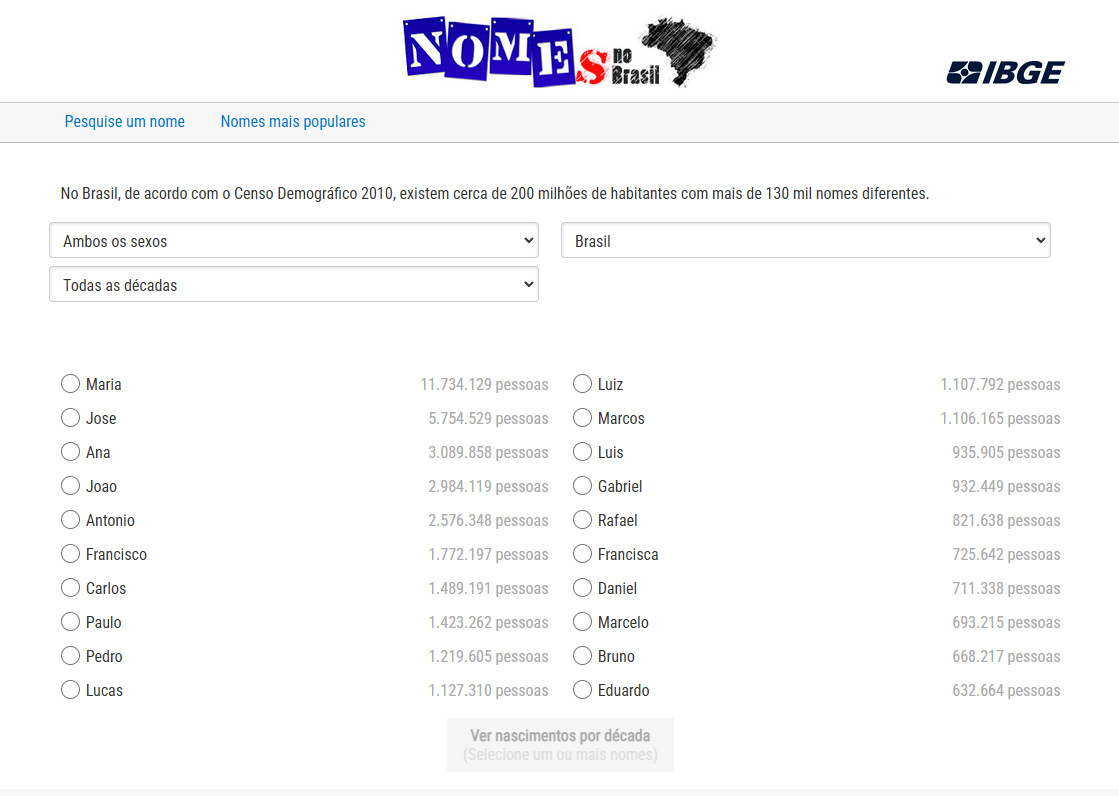 NOMEs no Brasil
IBGE
Pesquise um nome Nomes mais populares
No Brasil, de acordo com o Censo Demográfico 2010, existem cerca de 200 milhões de habitantes com mais de 130 mil nomes diferentes.
Ambos os sexos Brasil
Todas as décadas
Maria 11.734.129 pessoas
Jose 5.754.529 pessoas
Ana 3.089.858 pessoas
Joao 2.984.119 pessoas
Antonio 2.576.348 pessoas
Francisco 1.772.197 pessoas
Carlos 1.489.191 pessoas
Paulo 1.423.262 pessoas
Pedro 1.219.605 pessoas
Lucas 1.127.310 pessoas
Luiz 1.107.792 pessoas
Marcos 1.106.165 pessoas
Luis 935.905 pessoas
Gabriel 932.449 pessoas
Rafael 821.638 pessoas
Francisca 725.642 pessoas
Daniel 711.338 pessoas
Marcelo 693.215 pessoas
Bruno 668.217 pessoas
Eduardo 632.664 pessoas
Ver nascimentos por década
(Selecione um ou mais nomes)